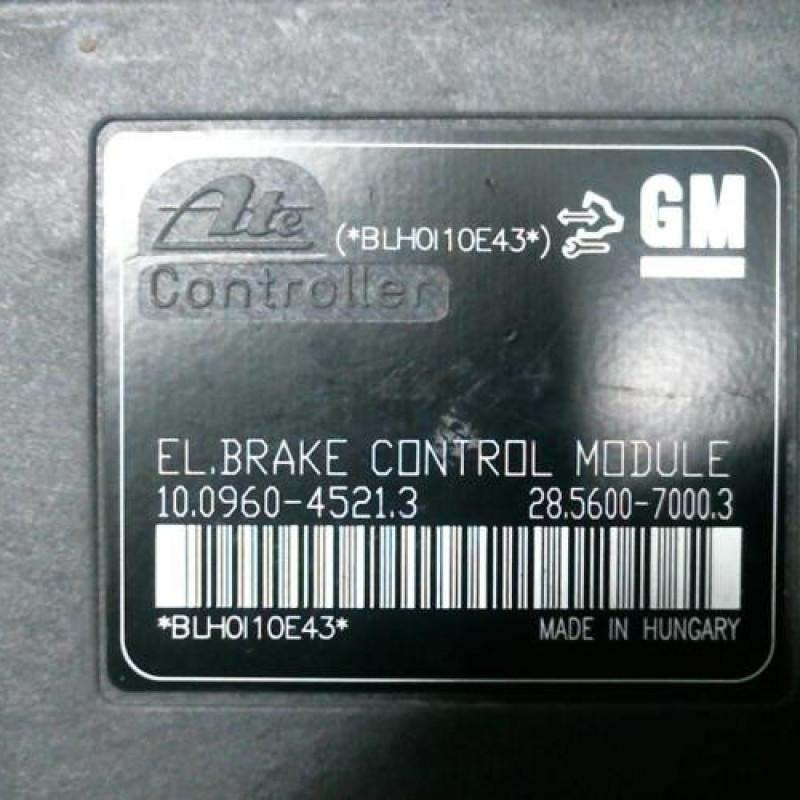 Ate
(*BLH0I10E43*)
GM
Controller
EL.BRAKE CONTROL MODULE
10.0960-4521.3 28.5600-7000.3
*BLH0I10E43* MADE IN HUNGARY